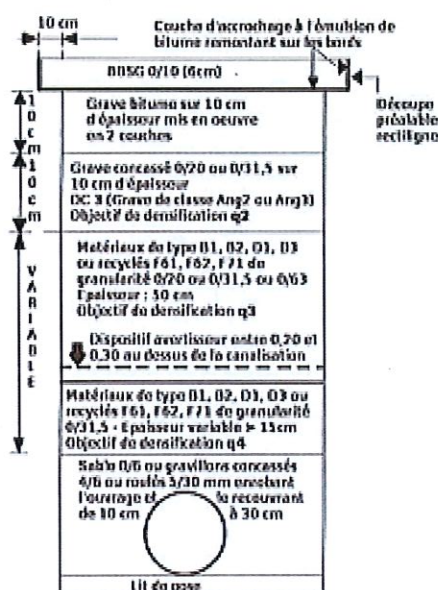 10 cm
Couche d'accrochage à l'émulsion de
bitume remontant sur les bords
BBSG 0/10 (6cm)
Découpe
préalable
rectiligne
10cm
Grave bitume sur 10 cm
d'épaisseur mis en oeuvre
en 2 couches
10cm
Grave concassé 0/20 ou 0/31,5 sur
10 cm d'épaisseur
DC 3 (Grave de classe Ang2 ou Ang3)
Objectif de densification q2
VARIABLE
Matériaux de type B1, B2, D1, D3
ou recyclés F61, F62, F71 de
granularité 0/20 ou 0/31,5 ou 0/63
Epaisseur : 30 cm
Objectif de densification q3
Dispositif avertisseur entre 0,20 et
0,30 au dessus de la canalisation
Matériaux de type B1, B2, D1, D3 ou
recyclés F61, F62, F71 de granularité
0/31,5 - Epaisseur variable 15cm
Objectif de densification q4
Sable 0/6 ou gravillons concassés
4/6 ou roulés 5/30 mm enrobant
l'ouvrage et le recouvrant
de 10 cm à 30 cm
Lit de pose